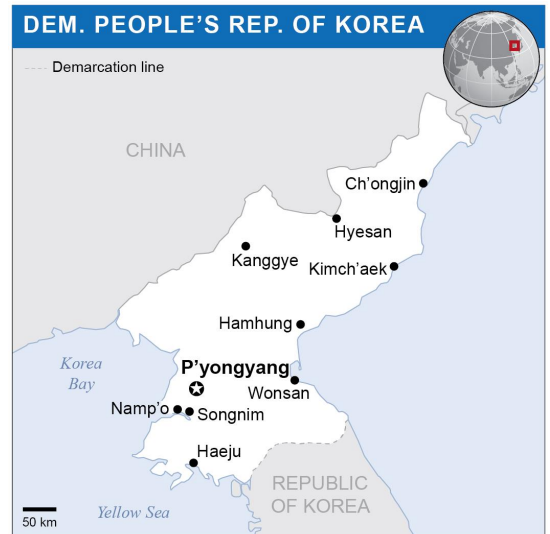 DEM. PEOPLE'S REP. OF KOREA
Demarcation line
CHINA
Ch'ongjin
Hyesan
Kanggye
Kimch'aek
Hamhung
Korea
Bay
P'yongyang
Wonsan
Namp'o
Songnim
Haeju
REPUBLIC
OF KOREA
Yellow Sea
50 km